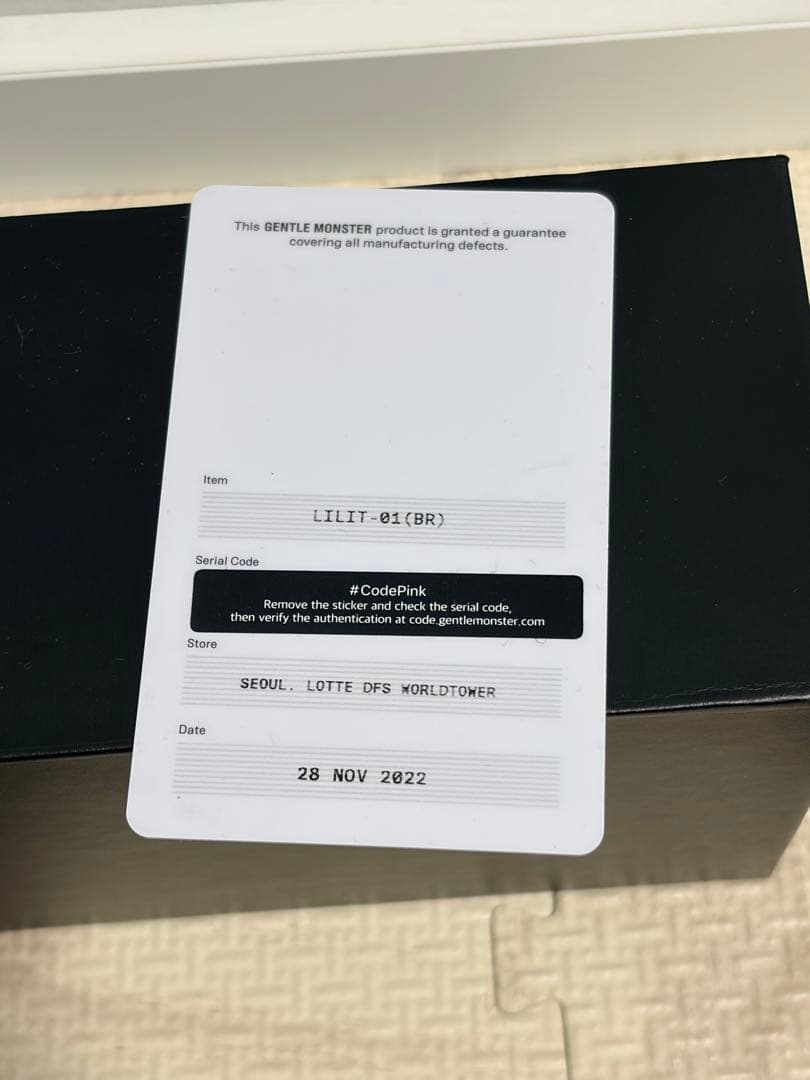 This GENTLE MONSTER product is granted a guarantee
covering all manufacturing defects.
Item
LILIT-01(BR)
Serial Code
#CodePink
Remove the sticker and check the serial code,
then verify the authentication at code.gentlemonster.com
Store
SEOUL. LOTTE DFS WORLDTOWER
Date
28 NOV 2022